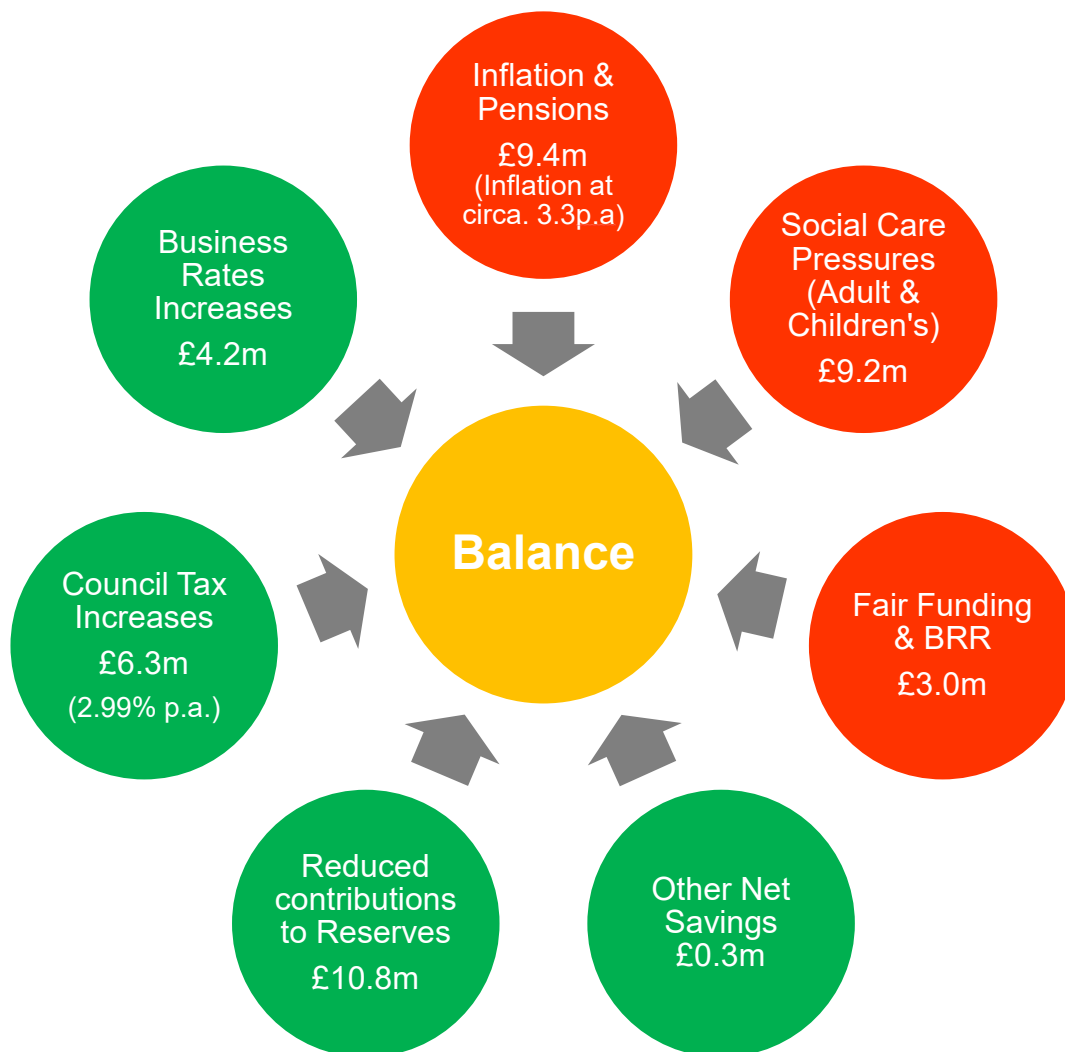 Inflation &
Pensions
£9.4m
(Inflation at
circa. 3.3p.a)
Social Care
Pressures
(Adult &
Children's)
£9.2m
Fair Funding
& BRR
£3.0m
Other Net
Savings
£0.3m
Reduced
contributions
to Reserves
£10.8m
Council Tax
Increases
£6.3m
(2.99% p.a.)
Business
Rates
Increases
£4.2m
Balance